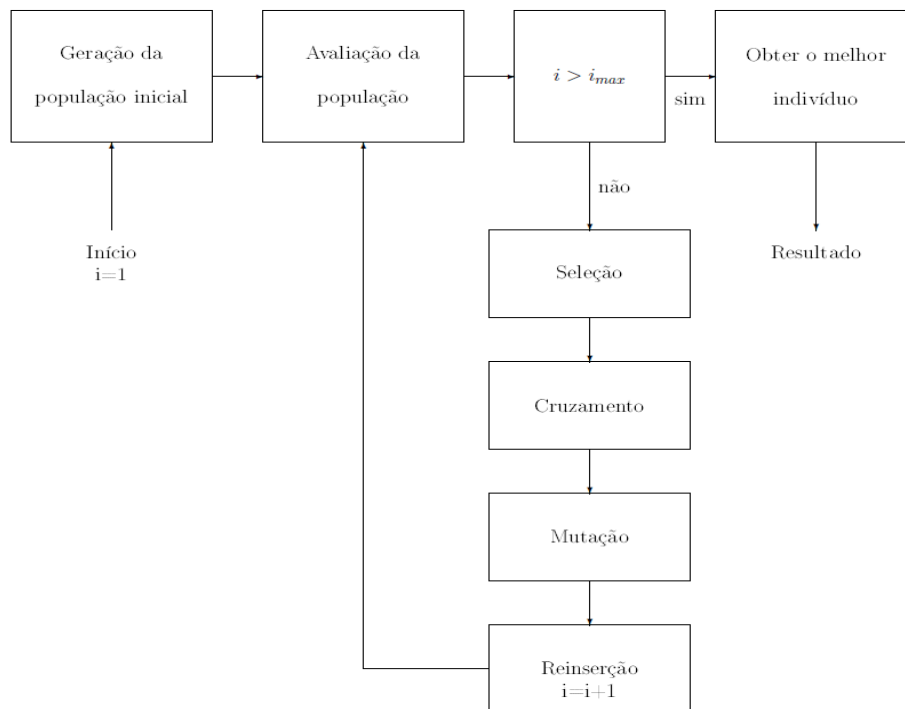 Geração da
população inicial
Avaliação da
população
i > i_max
sim
Obter o melhor
indivíduo
não
Início
i=1
Resultado
Seleção
Cruzamento
Mutação
Reinserção
i=i+1